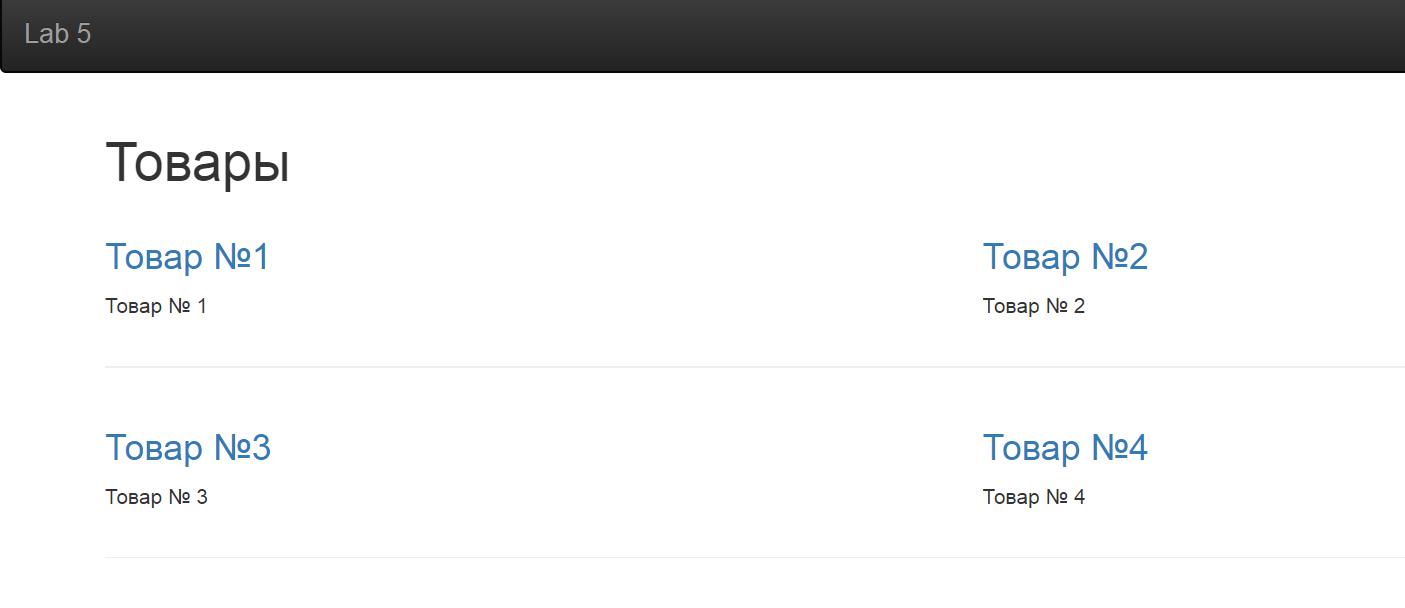 Lab 5
Товары
Товар №1
Товар № 1
Товар №2
Товар № 2
Товар №3
Товар № 3
Товар №4
Товар № 4